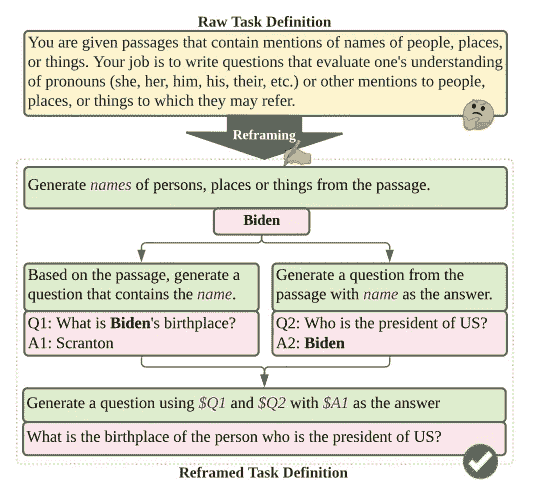 Raw Task Definition
You are given passages that contain mentions of names of people, places,
or things. Your job is to write questions that evaluate one's understanding
of pronouns (she, her, him, his, their, etc.) or other mentions to people,
places, or things to which they may refer.
Reframing
Generate names of persons, places or things from the passage.
Biden
Based on the passage, generate a
question that contains the name.
Q1: What is Biden's birthplace?
A1: Scranton
Generate a question from the
passage with name as the answer.
Q2: Who is the president of US?
A2: Biden
Generate a question using $Q1 and $Q2 with $A1 as the answer
What is the birthplace of the person who is the president of US?
Reframed Task Definition